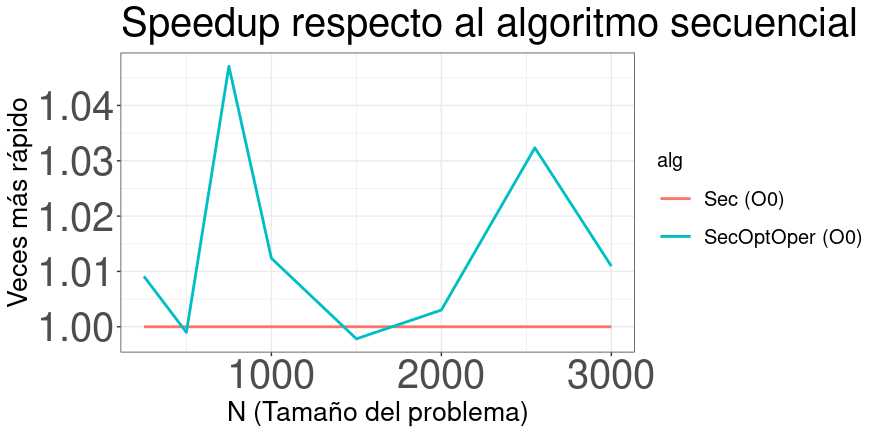 Speedup respecto al algoritmo secuencial
Veces más rápido
1.04
1.03
1.02
1.01
1.00
1000 2000 3000
N (Tamaño del problema)
alg
Sec (O0)
SecOptOper (O0)